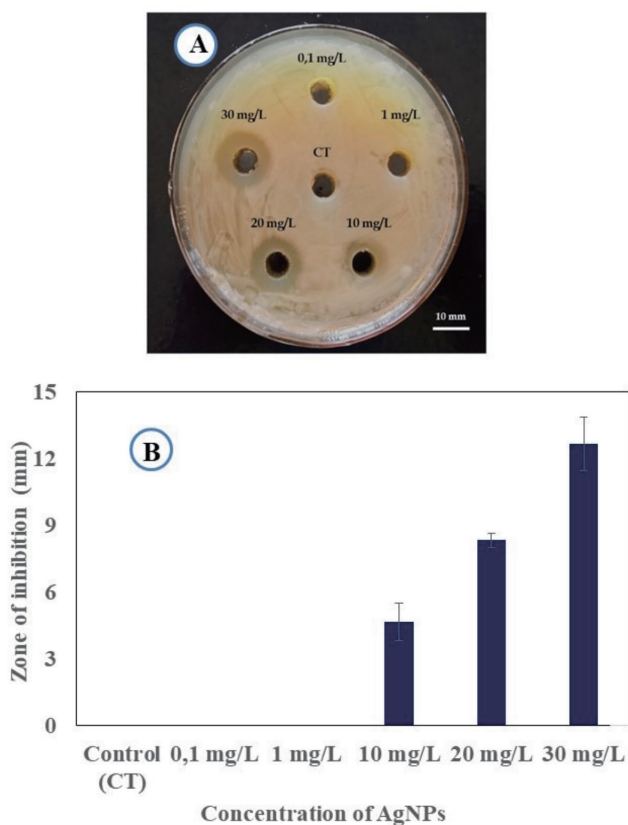 A
0,1 mg/L
30 mg/L
1 mg/L
CT
20 mg/L
10 mg/L
10 mm
15
B
12
9
6
3
0
Zone of inhibition (mm)
Control 0,1 mg/L 1 mg/L 10 mg/L 20 mg/L 30 mg/L
(CT)
Concentration of AgNPs